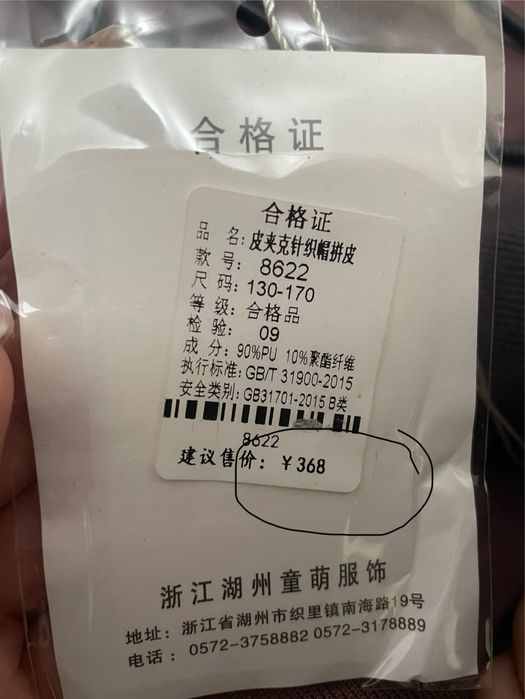 合格证
合格证
品 名:皮夹克针织帽拼皮
款号: 8622
尺 码: 130-170
等 级: 合格品
检 验: 09
成 分: 90%PU 10%聚酯纤维
执行标准: GB/T 31900-2015
安全类别: GB31701-2015 B类
8622
建议售价: ¥368
浙江湖州童萌服饰
地址: 浙江省湖州市织里镇南海路19号
电话: 0572-3758882 0572-3178889